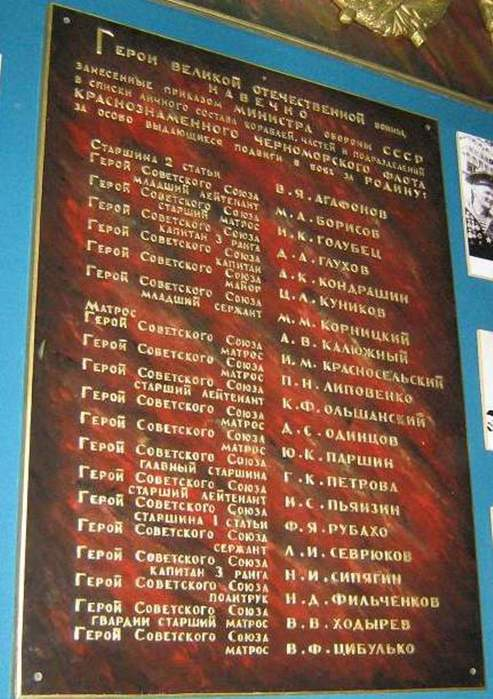 ГЕРОИ ВЕЛИКОЙ ОТЕЧЕСТВЕННОЙ ВОЙНЫ,
НАВЕЧНО
ЗАНЕСЕННЫЕ ПРИКАЗОМ МИНИСТРА ОБОРОНЫ СССР
В СПИСКИ ЛИЧНОГО СОСТАВА КОРАБЛЕЙ, ЧАСТЕЙ И ПОДРАЗДЕЛЕНИЙ
КРАСНОЗНАМЕННОГО ЧЕРНОМОРСКОГО ФЛОТА
ЗА ОСОБО ВЫДАЮЩИЕСЯ ПОДВИГИ В БОЯХ ЗА РОДИНУ:
СТАРШИНА 2 СТАТЬИ В.Я. АГАФОНОВ
ГЕРОЙ СОВЕТСКОГО СОЮЗА
МЛАДШИЙ ЛЕЙТЕНАНТ М.Д. БОРИСОВ
ГЕРОЙ СОВЕТСКОГО СОЮЗА
СТАРШИЙ МАТРОС И.К. ГОЛУБЕЦ
ГЕРОЙ СОВЕТСКОГО СОЮЗА
КАПИТАН 3 РАНГА Д.А. ГЛУХОВ
ГЕРОЙ СОВЕТСКОГО СОЮЗА
КАПИТАН А.К. КОНДРАШИН
ГЕРОЙ СОВЕТСКОГО СОЮЗА
МАЙОР Ц.Л. КУНИКОВ
ГЕРОЙ СОВЕТСКОГО СОЮЗА
МЛАДШИЙ СЕРЖАНТ М.М. КОРНИЦКИЙ
МАТРОС А.В. КАЛЮЖНЫЙ
ГЕРОЙ СОВЕТСКОГО СОЮЗА
МАТРОС И.М. КРАСНОСЕЛЬСКИЙ
ГЕРОЙ СОВЕТСКОГО СОЮЗА
МАТРОС П.Н. ЛИПОВЕНКО
ГЕРОЙ СОВЕТСКОГО СОЮЗА
СТАРШИЙ ЛЕЙТЕНАНТ К.Ф. ОЛЬШАНСКИЙ
ГЕРОЙ СОВЕТСКОГО СОЮЗА
МАТРОС Д.С. ОДИНЦОВ
ГЕРОЙ СОВЕТСКОГО СОЮЗА
МАТРОС Ю.К. ПАРШИН
ГЕРОЙ СОВЕТСКОГО СОЮЗА
ГЛАВНЫЙ СТАРШИНА Г.К. ПЕТРОВА
ГЕРОЙ СОВЕТСКОГО СОЮЗА
СТАРШИЙ ЛЕЙТЕНАНТ И.С. ПЬЯНЗИН
ГЕРОЙ СОВЕТСКОГО СОЮЗА
СТАРШИНА 1 СТАТЬИ Ф.Я. РУБАХО
ГЕРОЙ СОВЕТСКОГО СОЮЗА
СЕРЖАНТ Л.И. СЕВРЮКОВ
ГЕРОЙ СОВЕТСКОГО СОЮЗА
КАПИТАН 3 РАНГА Н.И. СИПЯГИН
ГЕРОЙ СОВЕТСКОГО СОЮЗА
ПОЛИТРУК Н.Д. ФИЛЬЧЕНКОВ
ГЕРОЙ СОВЕТСКОГО СОЮЗА
ГВАРДИИ СТАРШИЙ МАТРОС В.В. ХОДЫРЕВ
ГЕРОЙ СОВЕТСКОГО СОЮЗА
МАТРОС В.Ф. ЦИБУЛЬКО